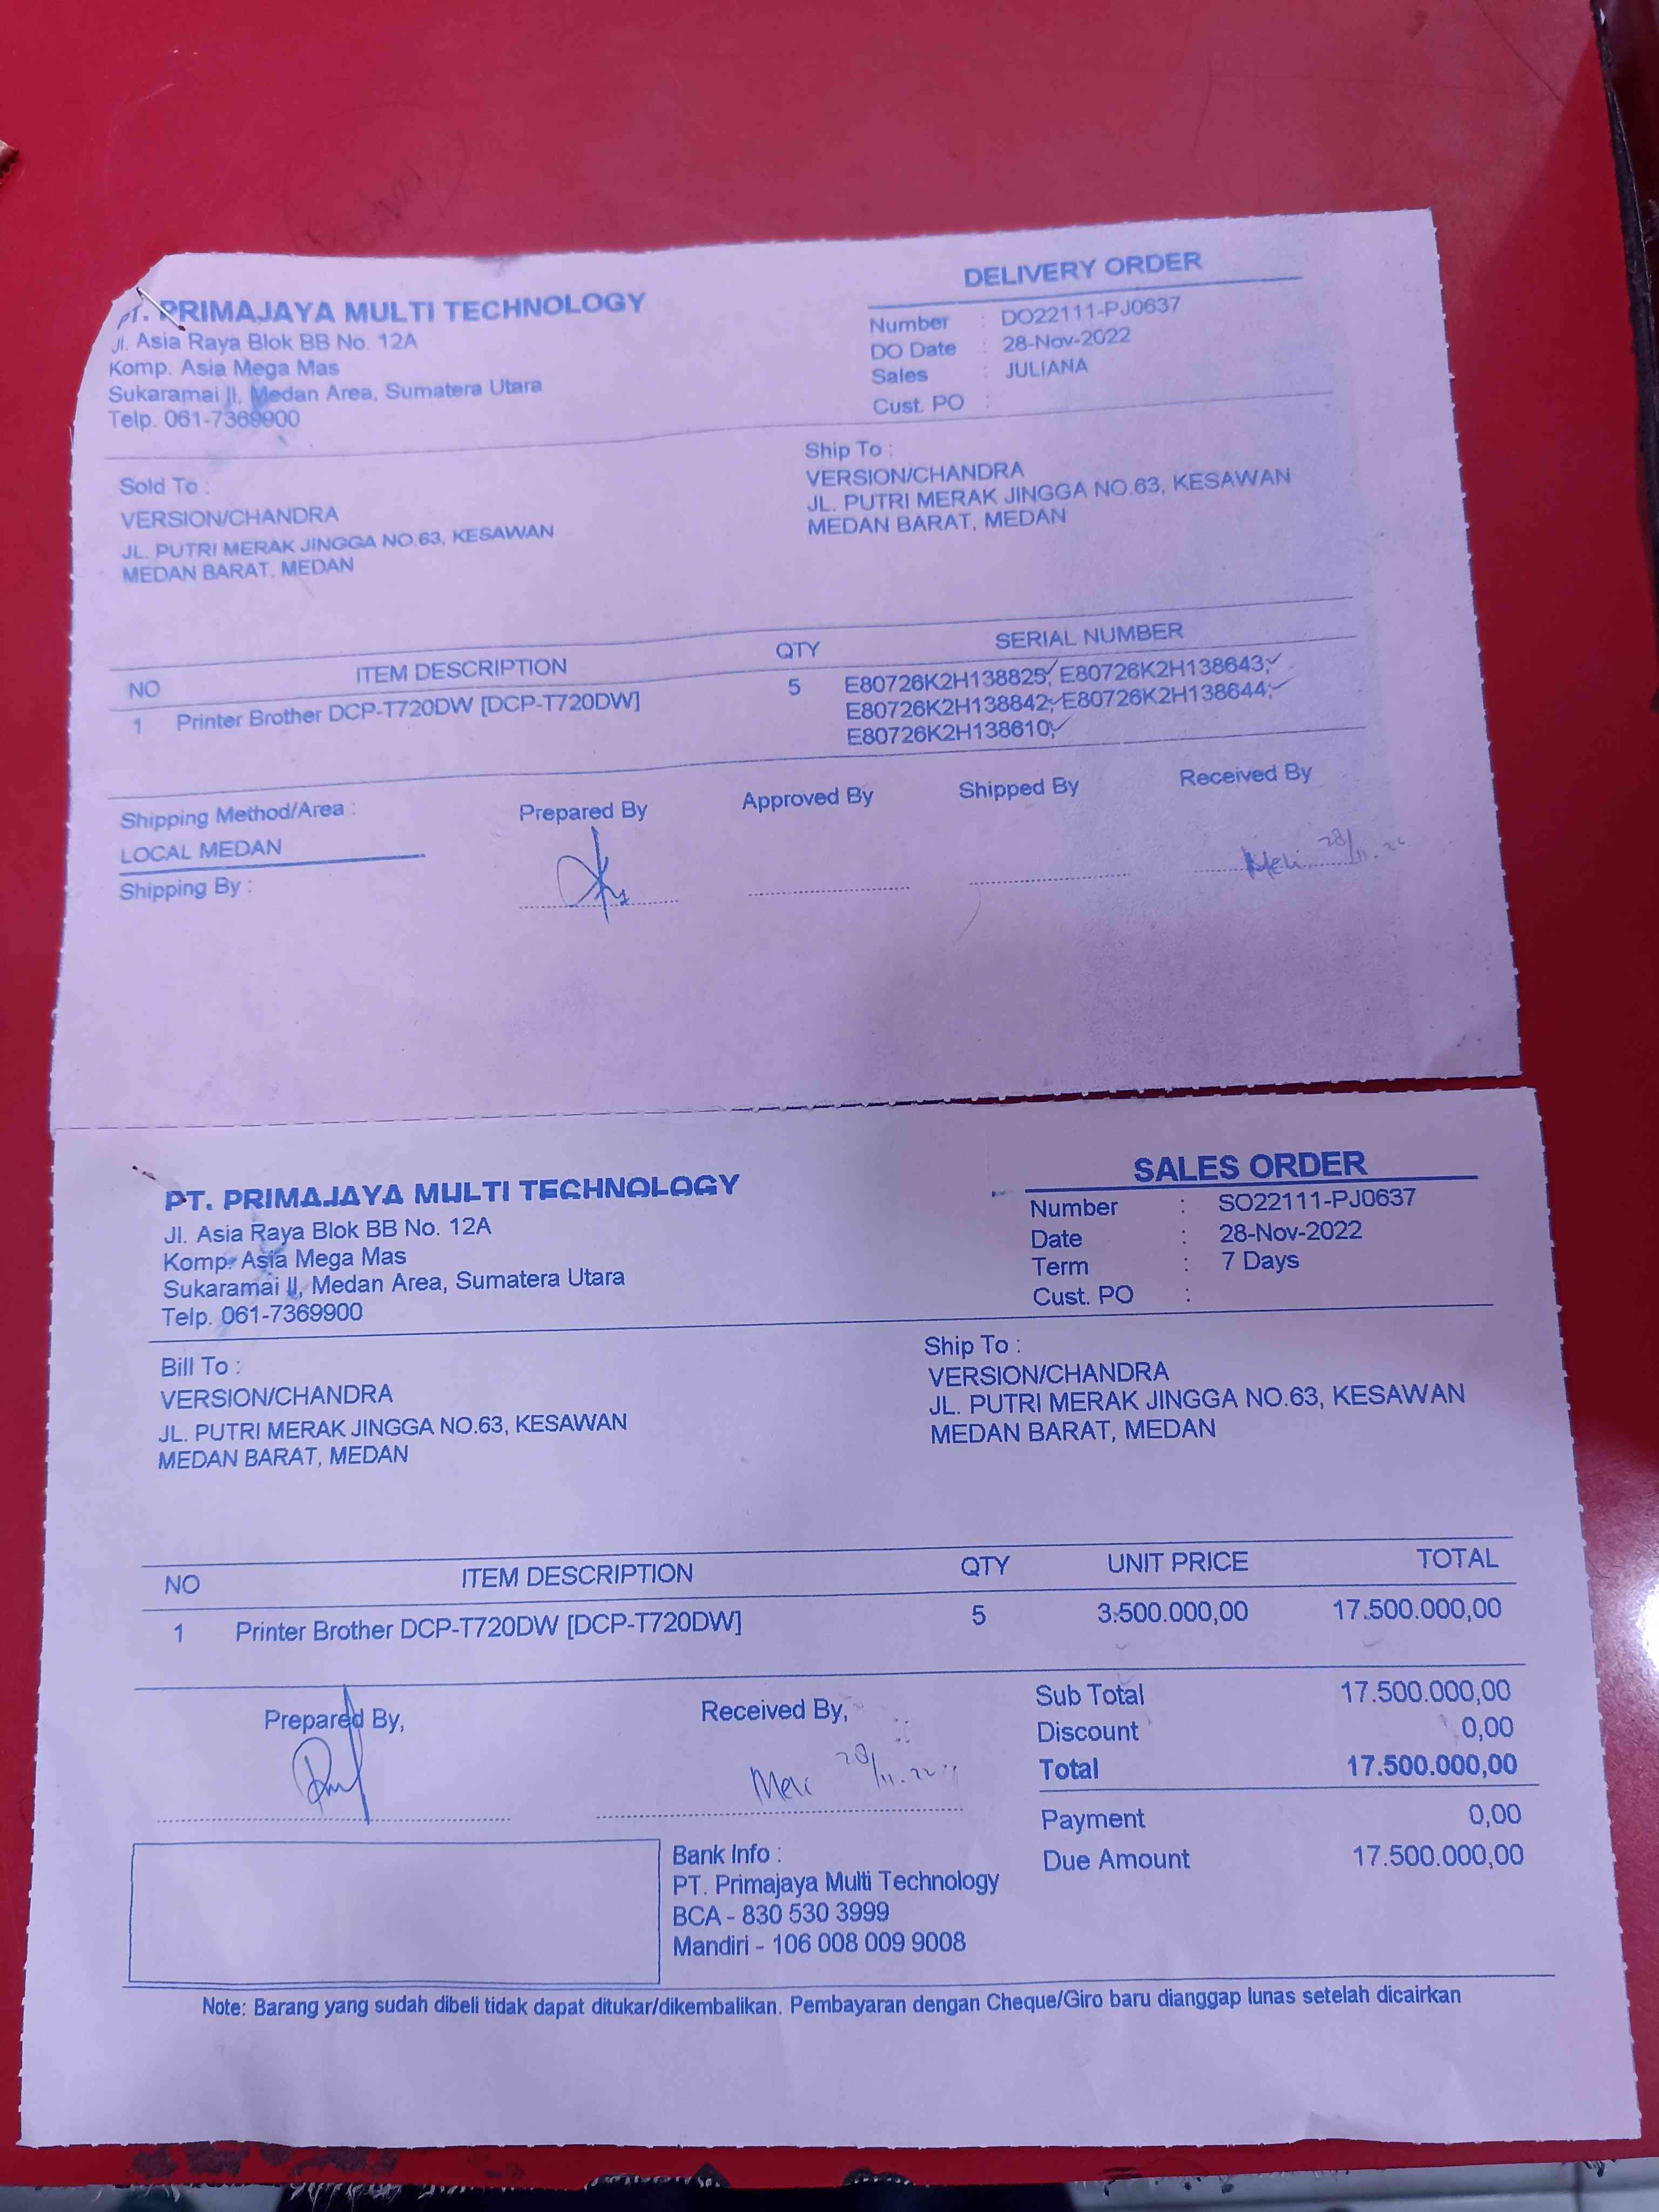 PT. PRIMAJAYA MULTI TECHNOLOGY
Jl. Asia Raya Blok BB No. 12A
Komp. Asia Mega Mas
Sukaramai II, Medan Area, Sumatera Utara
Telp. 061-7369900
DELIVERY ORDER
Number : DO22111-PJ0637
DO Date : 28-Nov-2022
Sales : JULIANA
Cust. PO :
Sold To :
VERSION/CHANDRA
JL. PUTRI MERAK JINGGA NO.63, KESAWAN
MEDAN BARAT, MEDAN
Ship To :
VERSION/CHANDRA
JL. PUTRI MERAK JINGGA NO.63, KESAWAN
MEDAN BARAT, MEDAN
NO ITEM DESCRIPTION QTY SERIAL NUMBER
1 Printer Brother DCP-T720DW [DCP-T720DW] 5 E80726K2H138825; E80726K2H138643;
E80726K2H138842; E80726K2H138644;
E80726K2H138610;
Shipping Method/Area :
LOCAL MEDAN
Shipping By :
Prepared By
Approved By
Shipped By
Received By
28/11.22
PT. PRIMAJAYA MULTI TECHNOLOGY
Jl. Asia Raya Blok BB No. 12A
Komp. Asia Mega Mas
Sukaramai II, Medan Area, Sumatera Utara
Telp. 061-7369900
SALES ORDER
Number : SO22111-PJ0637
Date : 28-Nov-2022
Term : 7 Days
Cust. PO :
Bill To :
VERSION/CHANDRA
JL. PUTRI MERAK JINGGA NO.63, KESAWAN
MEDAN BARAT, MEDAN
Ship To :
VERSION/CHANDRA
JL. PUTRI MERAK JINGGA NO.63, KESAWAN
MEDAN BARAT, MEDAN
NO ITEM DESCRIPTION QTY UNIT PRICE TOTAL
1 Printer Brother DCP-T720DW [DCP-T720DW] 5 3.500.000,00 17.500.000,00
Prepared By,
Received By,
28/11.22
Sub Total 17.500.000,00
Discount 0,00
Total 17.500.000,00
Payment 0,00
Due Amount 17.500.000,00
Bank Info :
PT. Primajaya Multi Technology
BCA - 830 530 3999
Mandiri - 106 008 009 9008
Note: Barang yang sudah dibeli tidak dapat ditukar/dikembalikan. Pembayaran dengan Cheque/Giro baru dianggap lunas setelah dicairkan